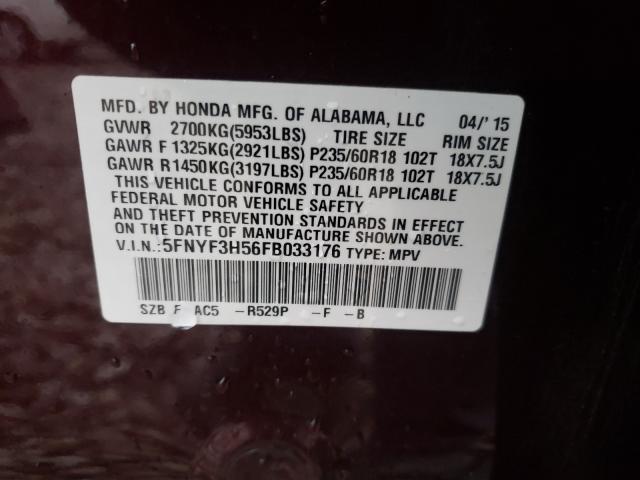 MFD. BY HONDA MFG. OF ALABAMA, LLC 04/'15
GVWR 2700KG(5953LBS) TIRE SIZE RIM SIZE
GAWR F 1325KG(2921LBS) P235/60R18 102T 18X7.5J
GAWR R1450KG(3197LBS) P235/60R18 102T 18X7.5J
THIS VEHICLE CONFORMS TO ALL APPLICABLE
FEDERAL MOTOR VEHICLE SAFETY
AND THEFT PREVENTION STANDARDS IN EFFECT
ON THE DATE OF MANUFACTURE SHOWN ABOVE.
V.I.N.:5FNYF3H56FB033176 TYPE: MPV
SZB F AC5 -R529P -F -B